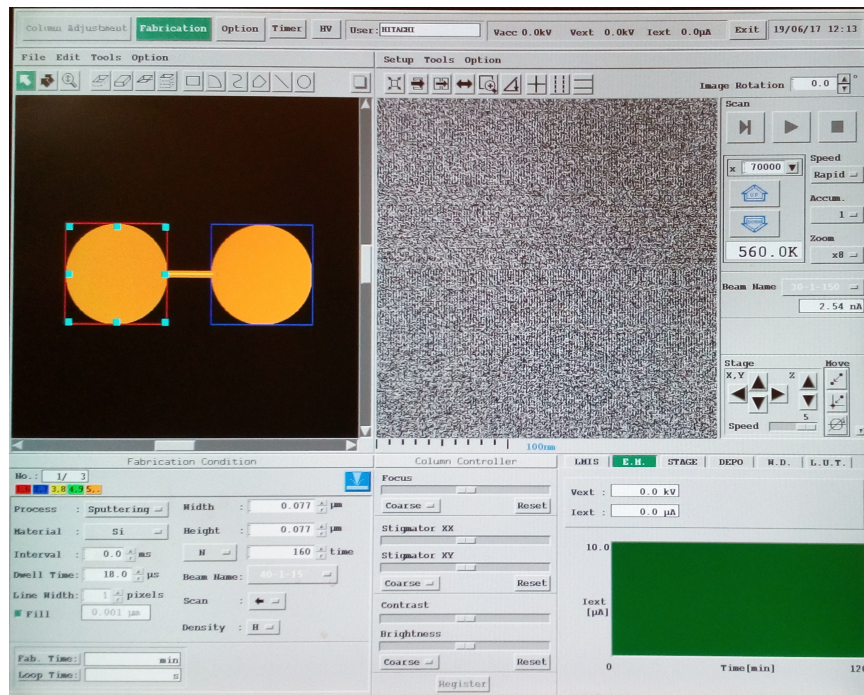 Column Adjustment Fabrication Option Timer HV User: HITACHI Vacc 0.0kV Vext 0.0kV Iext 0.0µA Exit 19/06/17 12:13
File Edit Tools Option
Setup Tools Option
Image Rotation 0.0 °
Scan
x 70000
Speed
Rapid
Accum.
1
560.0K
Zoom
x8
Beam Name
2.54 nA
Stage Move
X,Y Z
Speed 5
100nm
Fabrication Condition
No.: 1/ 3
Process : Sputtering
Material : Si
Interval : 0.0 ms
Dwell Time: 18.0 µs
Line Width: 1 pixels
Fill 0.001 µm
Width : 0.077 µm
Height : 0.077 µm
N 160 time
Beam Name: 40-1-15
Scan :
Density : H
Fab. Time: min
Loop Time: s
Column Controller
Focus
Coarse Reset
Stigmator XX
Stigmator XY
Coarse Reset
Contrast
Brightness
Coarse Reset
Register
LMIS E.M. STAGE DEPO W.D. L.U.T.
Vext : 0.0 kV
Iext : 0.0 µA
10.0
Iext
[µA]
0 Time[min] 120